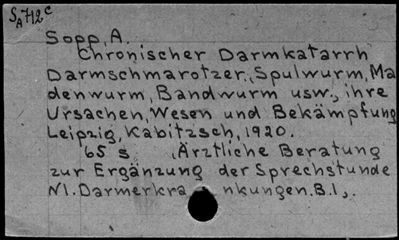 SA712c
Sopp, A.
Chronischer Darmkatarrh
Darmschmarotzer, Spulwurm, Ma
denwurm, Bandwurm usw., ihre
Ursachen, Wesen und Bekämpfung
Leipzig, Kabitzsch, 1920.
65 s. Ärztliche Beratung
zur Ergänzung der Sprechstunde
Darmerkra nkungen. B.1,.